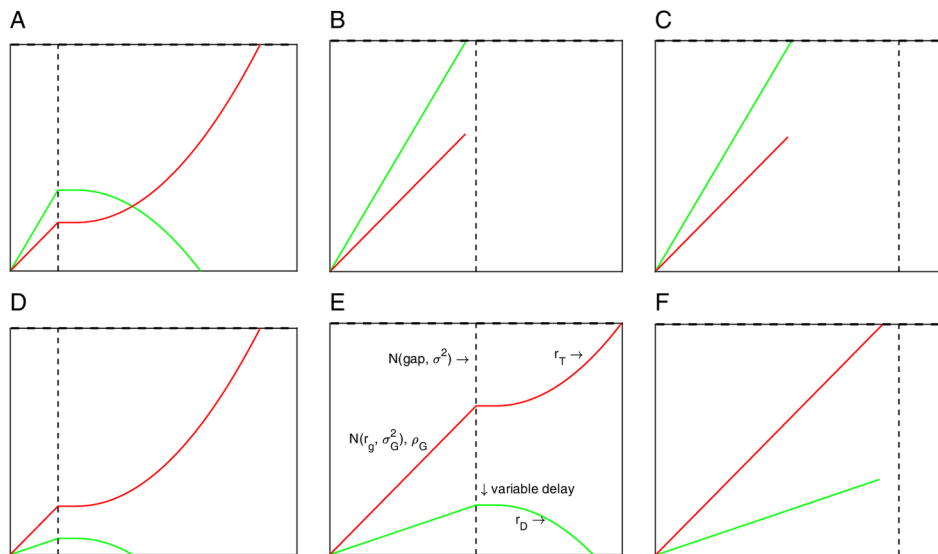 A
B
C
D
E
F
N(gap, σ²) →
r_T →
N(r_g, σ_G²), ρ_G
↓ variable delay
r_D →